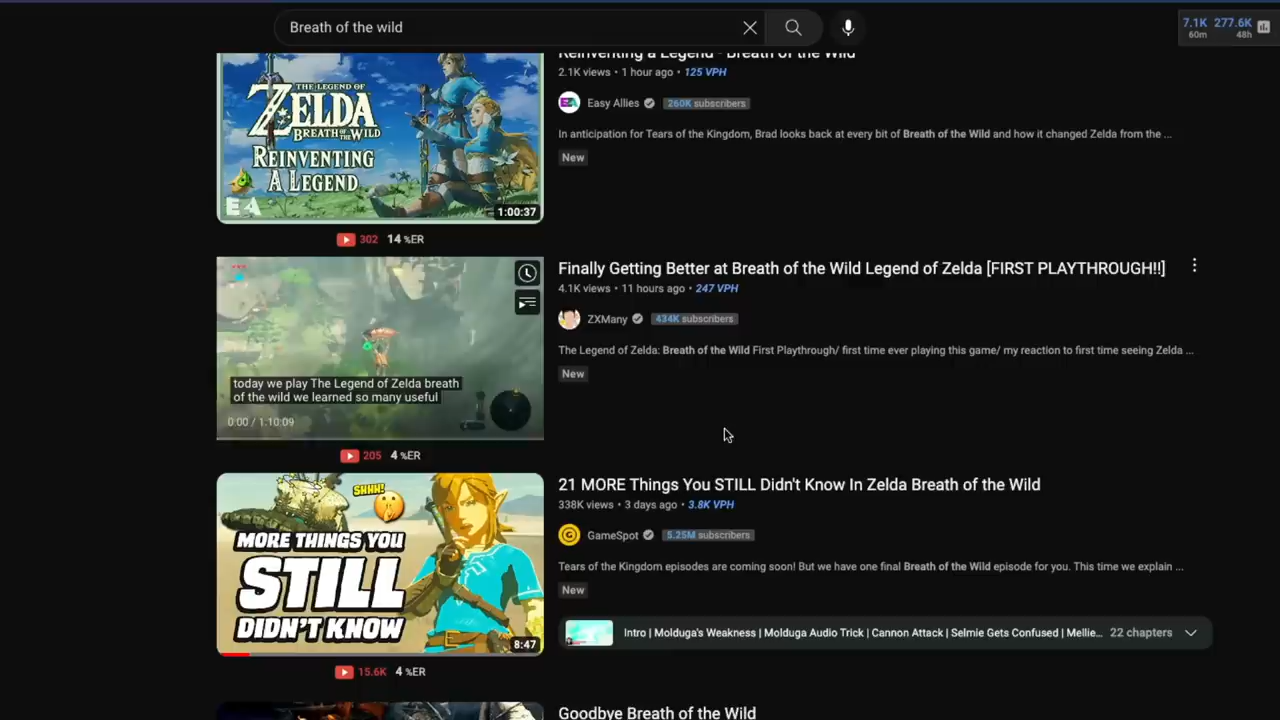 Breath of the wild
7.1K 277.6K
60m 48h
Reinventing a Legend - Breath of the Wild
2.1K views • 1 hour ago • 125 VPH
Easy Allies 260K subscribers
In anticipation for Tears of the Kingdom, Brad looks back at every bit of Breath of the Wild and how it changed Zelda from the ...
New
THE LEGEND OF
ZELDA
BREATH OF THE WILD
REINVENTING
A LEGEND
EA
1:00:37
302 14 %ER
Finally Getting Better at Breath of the Wild Legend of Zelda [FIRST PLAYTHROUGH!!]
4.1K views • 11 hours ago • 247 VPH
ZXMany 434K subscribers
The Legend of Zelda: Breath of the Wild First Playthrough/ first time ever playing this game/ my reaction to first time seeing Zelda ...
New
today we play The Legend of Zelda breath
of the wild we learned so many useful
0:00 / 1:10:09
205 4 %ER
21 MORE Things You STILL Didn't Know In Zelda Breath of the Wild
338K views • 3 days ago • 3.8K VPH
G GameSpot 5.25M subscribers
Tears of the Kingdom episodes are coming soon! But we have one final Breath of the Wild episode for you. This time we explain ...
New
Intro | Molduga's Weakness | Molduga Audio Trick | Cannon Attack | Selmie Gets Confused | Mellie... 22 chapters
SHHH!
MORE THINGS YOU
STILL
DIDN'T KNOW
8:47
15.6K 4 %ER
Goodbye Breath of the Wild